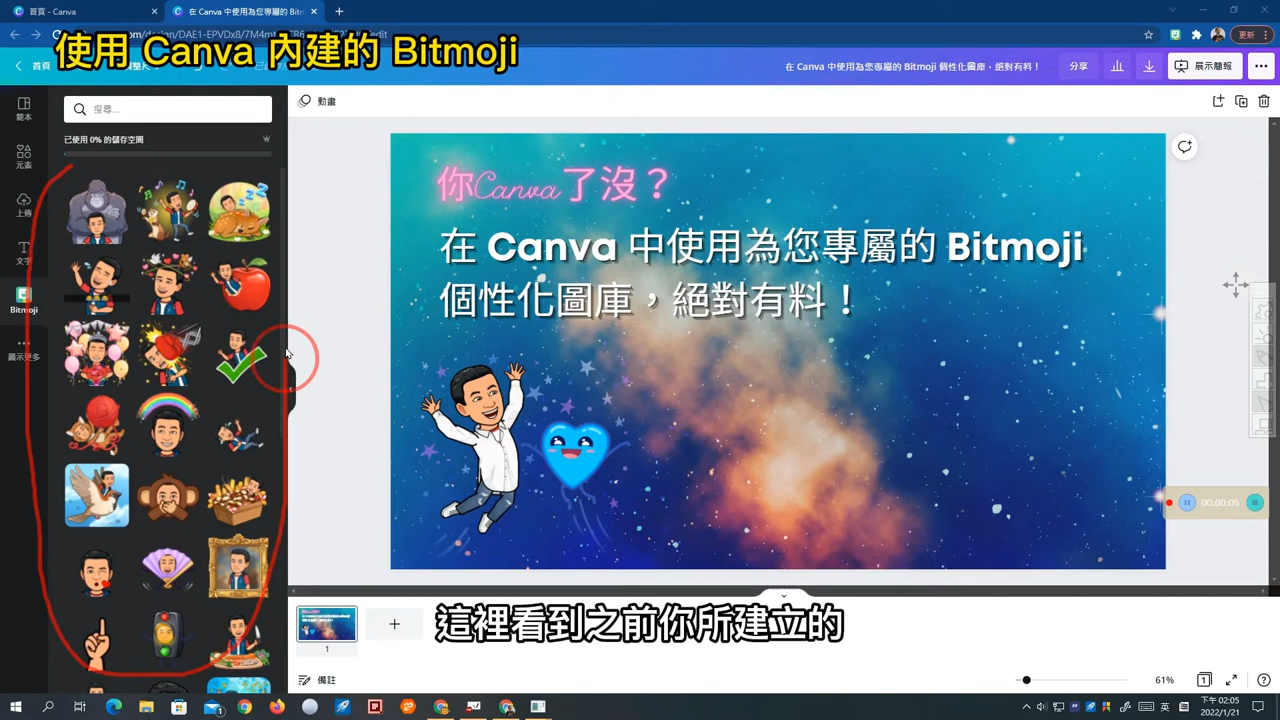 首頁 - Canva
在 Canva 中使用為您專屬的 Bitm
更新
使用 Canva 內建的 Bitmoji
首頁
在 Canva 中使用為您專屬的 Bitmoji 個性化圖庫，絕對有料！
分享
展示簡報
範本
元素
上傳
文字
Bitmoji
顯示更多
搜尋...
已使用 0% 的儲存空間
動畫
你Canva了沒？
在 Canva 中使用為您專屬的 Bitmoji
個性化圖庫，絕對有料！
00:00:05
1
這裡看到之前你所建立的
備註
61%
1
英
下午 02:05
2022/1/21